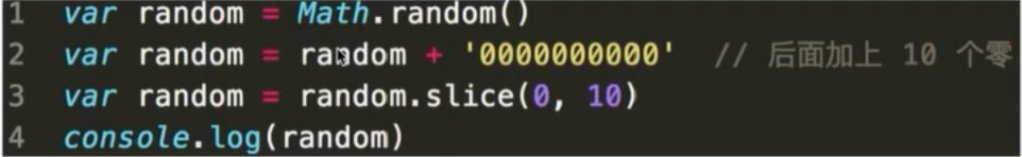 1 var random = Math.random()
2 var random = random + '0000000000' // 后面加上 10 个零
3 var random = random.slice(0, 10)
4 console.log(random)